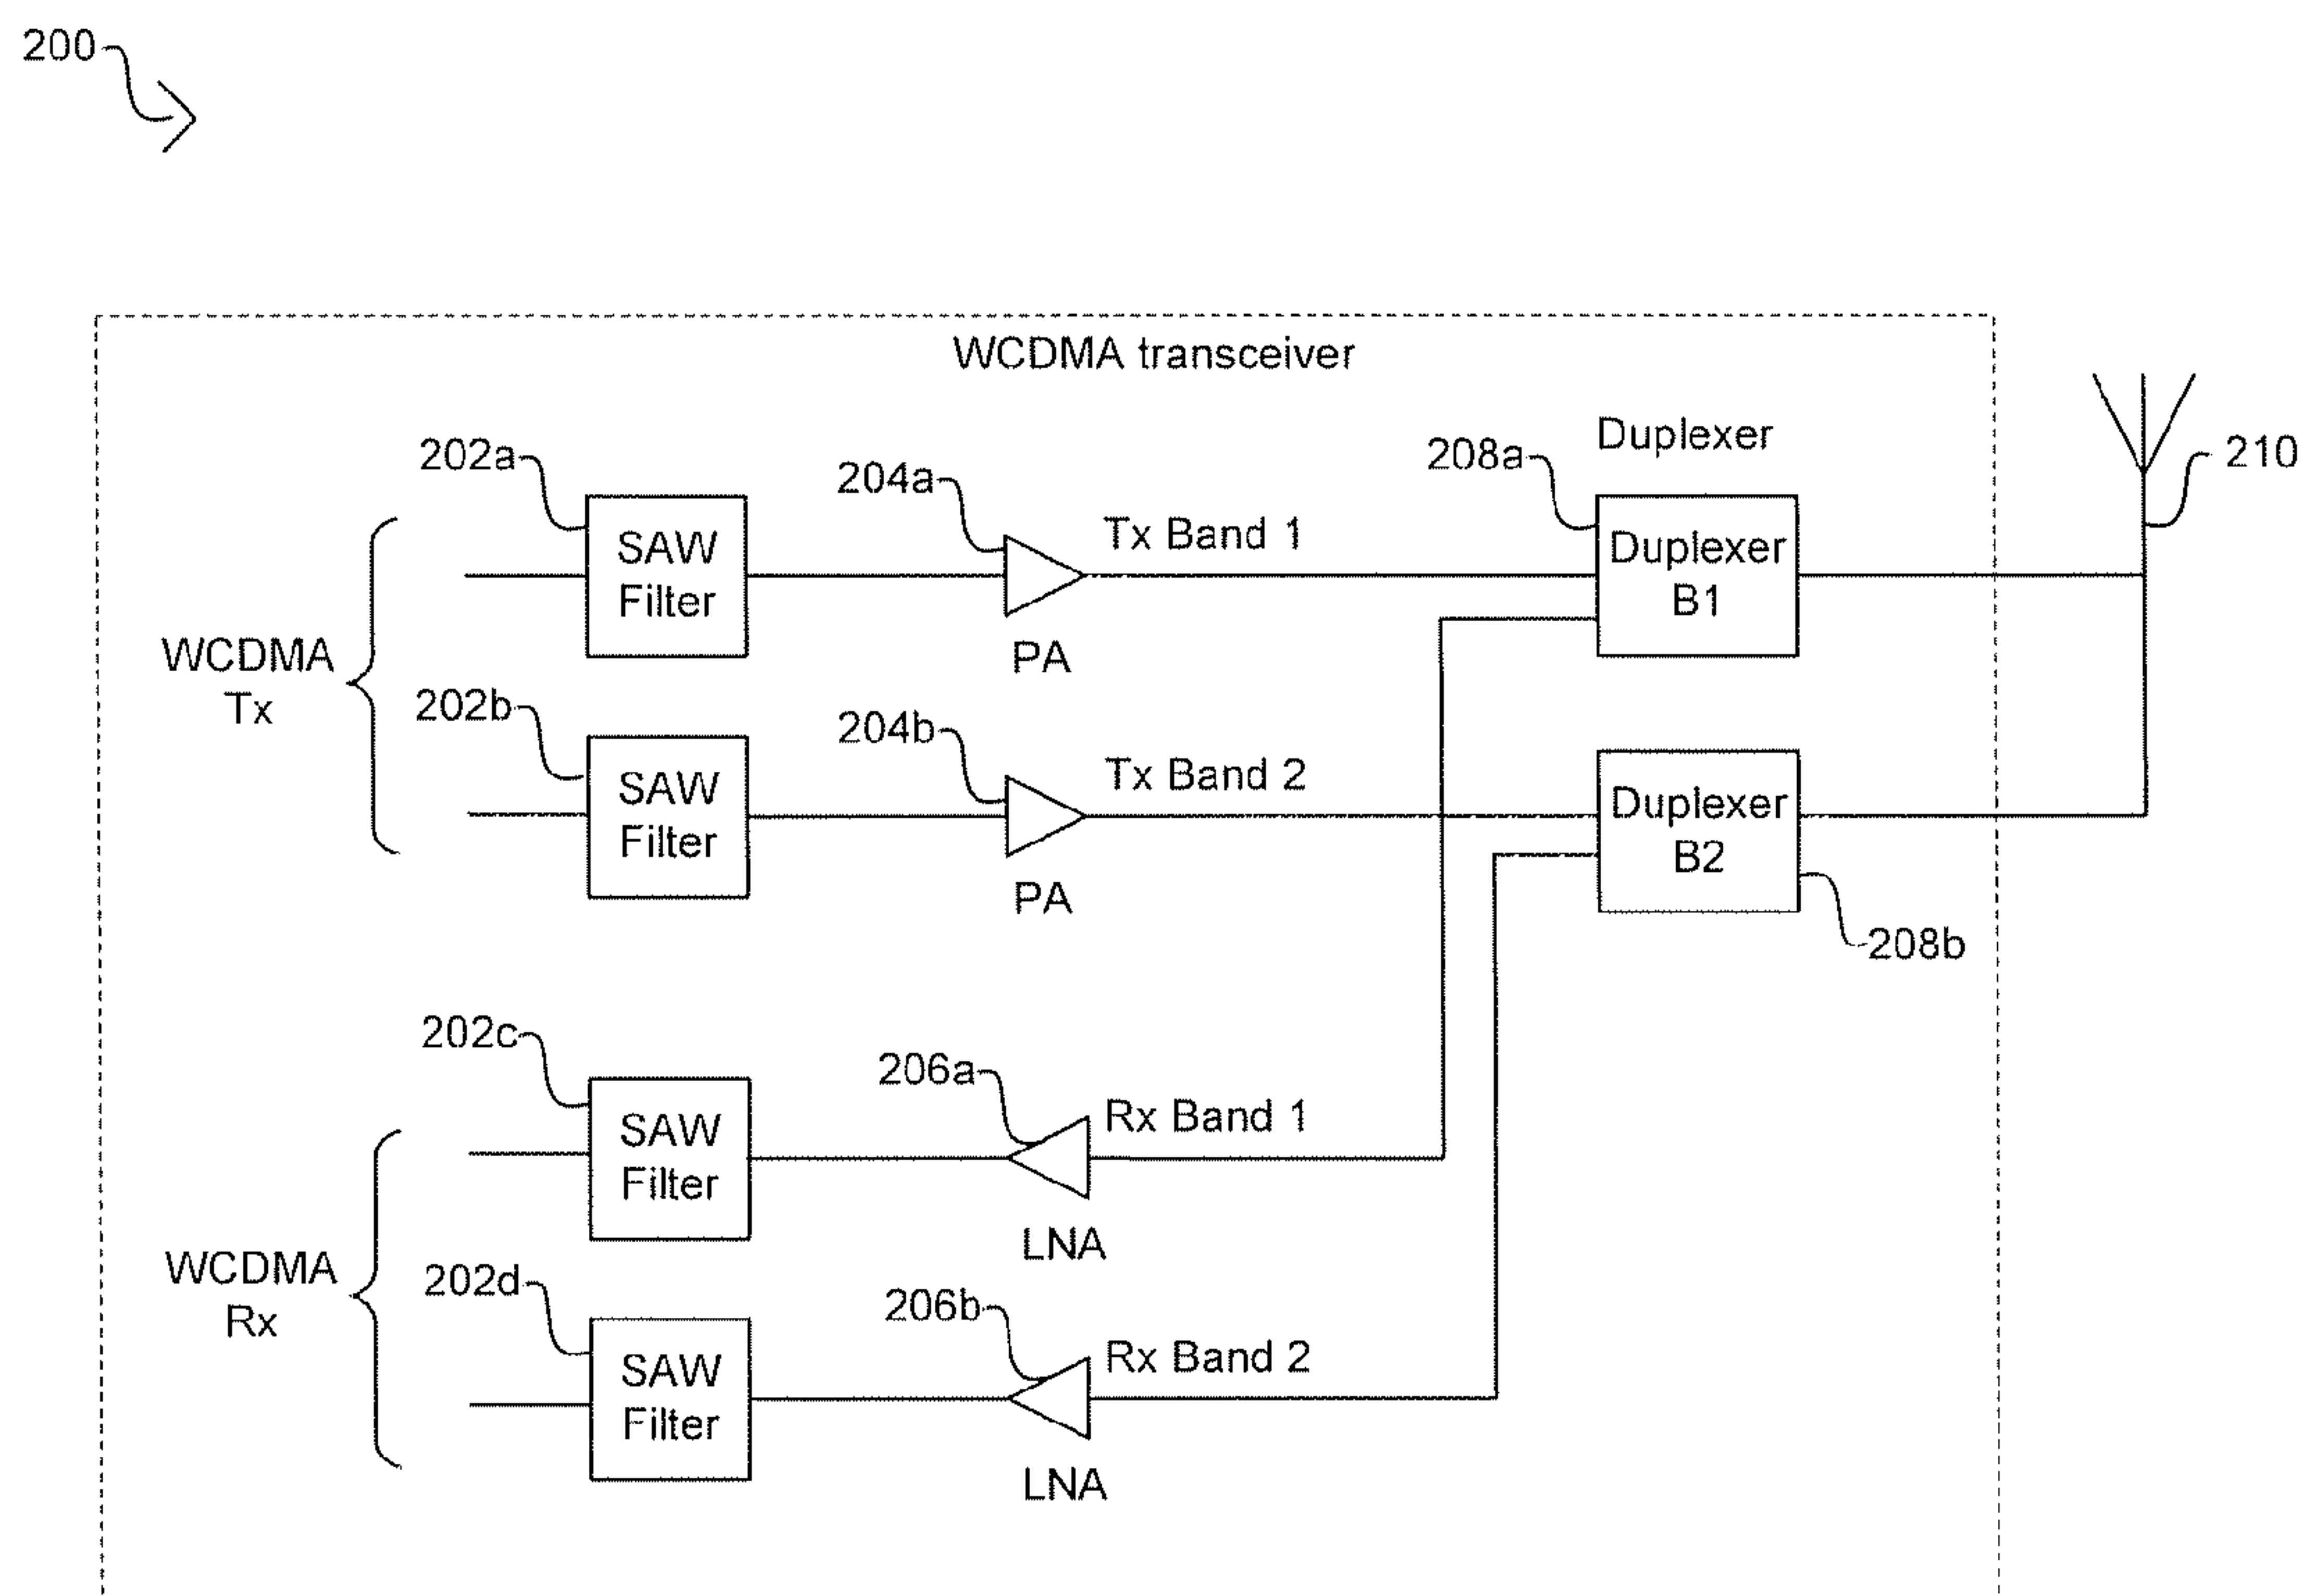 200
WCDMA transceiver
Duplexer
202a
204a
208a
210
SAW
Filter
Tx Band 1
Duplexer
B1
PA
WCDMA
Tx
202b
204b
SAW
Filter
Tx Band 2
Duplexer
B2
PA
208b
202c
206a
SAW
Filter
Rx Band 1
LNA
WCDMA
Rx
202d
206b
SAW
Filter
Rx Band 2
LNA